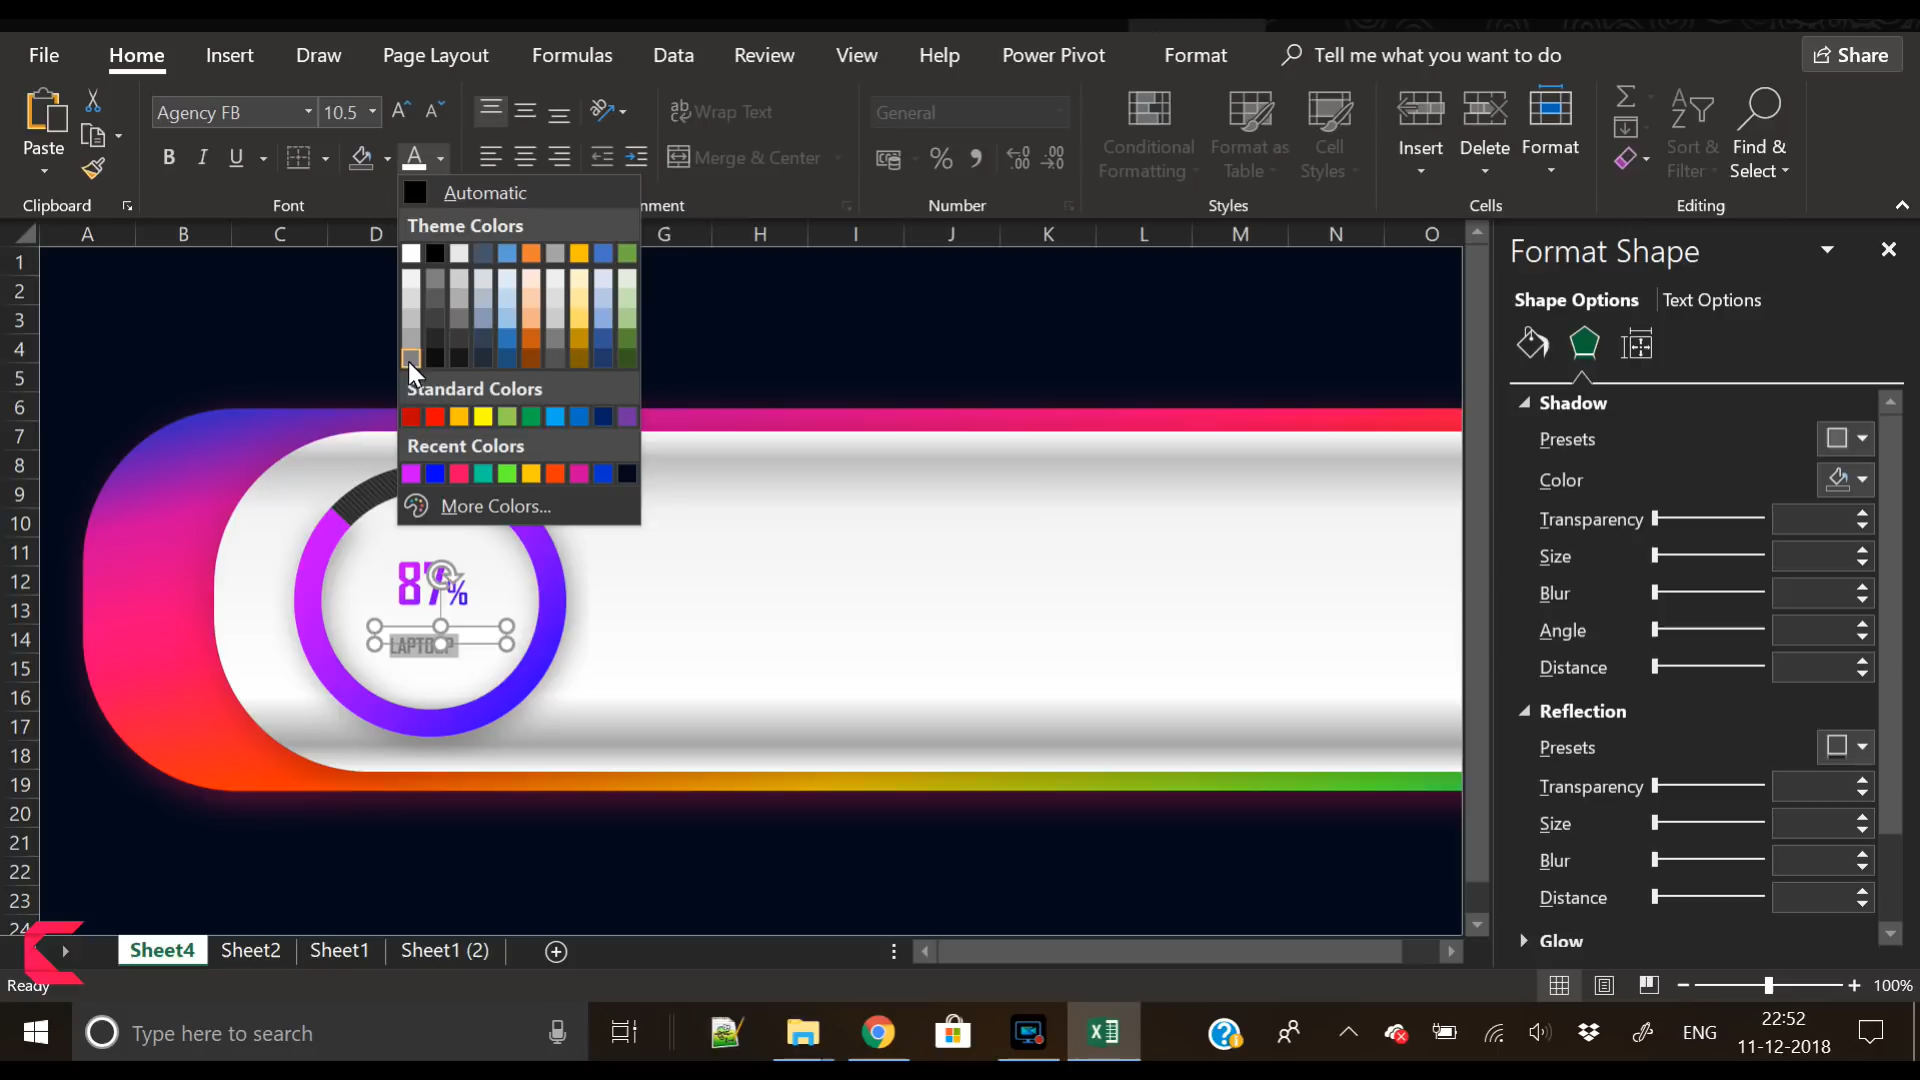 File Home Insert Draw Page Layout Formulas Data Review View Help Power Pivot Format Tell me what you want to do Share
Paste
Agency FB 10.5 A A ab Wrap Text General
B I U A Merge & Center % 9 .00 .00
Conditional Formatting Format as Table Cell Styles Insert Delete Format Sort & Filter Find & Select
Clipboard Font nment Number Styles Cells Editing
Automatic
Theme Colors
Standard Colors
Recent Colors
More Colors...
A B C D G H I J K L M N O
1
2
3
4
5
6
7
8
9
10
11
12
13
14
15
16
17
18
19
20
21
22
23
24
87%
Format Shape
Shape Options Text Options
Shadow
Presets
Color
Transparency
Size
Blur
Angle
Distance
Reflection
Presets
Transparency
Size
Blur
Distance
Glow
Sheet4 Sheet2 Sheet1 Sheet1 (2)
Ready 100%
Type here to search ENG 22:52
11-12-2018